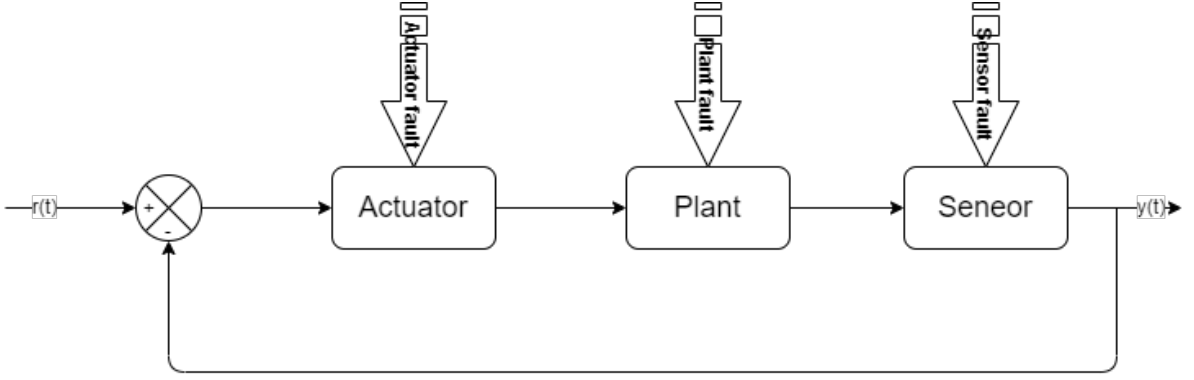 Actuator fault
Plant fault
Sensor fault
r(t)
+
-
Actuator
Plant
Seneor
y(t)